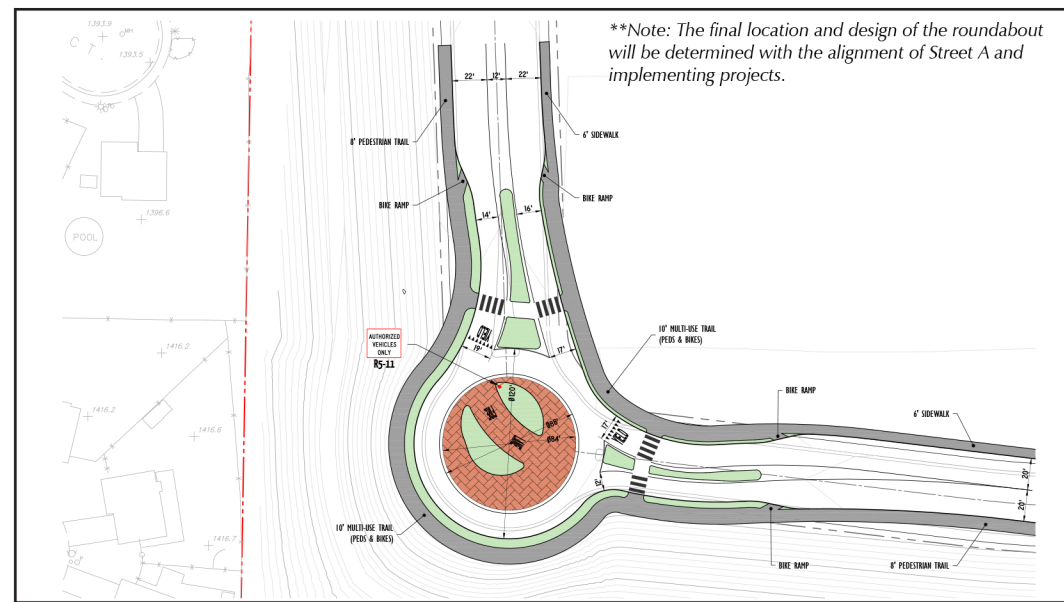 **Note: The final location and design of the roundabout
will be determined with the alignment of Street A and
implementing projects.
1393.9
MH
C T
1393.5
22'
12'
22'
8' PEDESTRIAN TRAIL
6' SIDEWALK
BIKE RAMP
BIKE RAMP
14'
16'
1396.6
POOL
AUTHORIZED
VEHICLES
ONLY
R5-11
YIELD
19'
17'
10' MULTI-USE TRAIL
(PEDS & BIKES)
1416.2
Ø120'
BIKE RAMP
6' SIDEWALK
1416.2
1416.6
Ø88'
Ø84'
17'
YIELD
12'
20'
20'
10' MULTI-USE TRAIL
(PEDS & BIKES)
1416.7
BIKE RAMP
8' PEDESTRIAN TRAIL